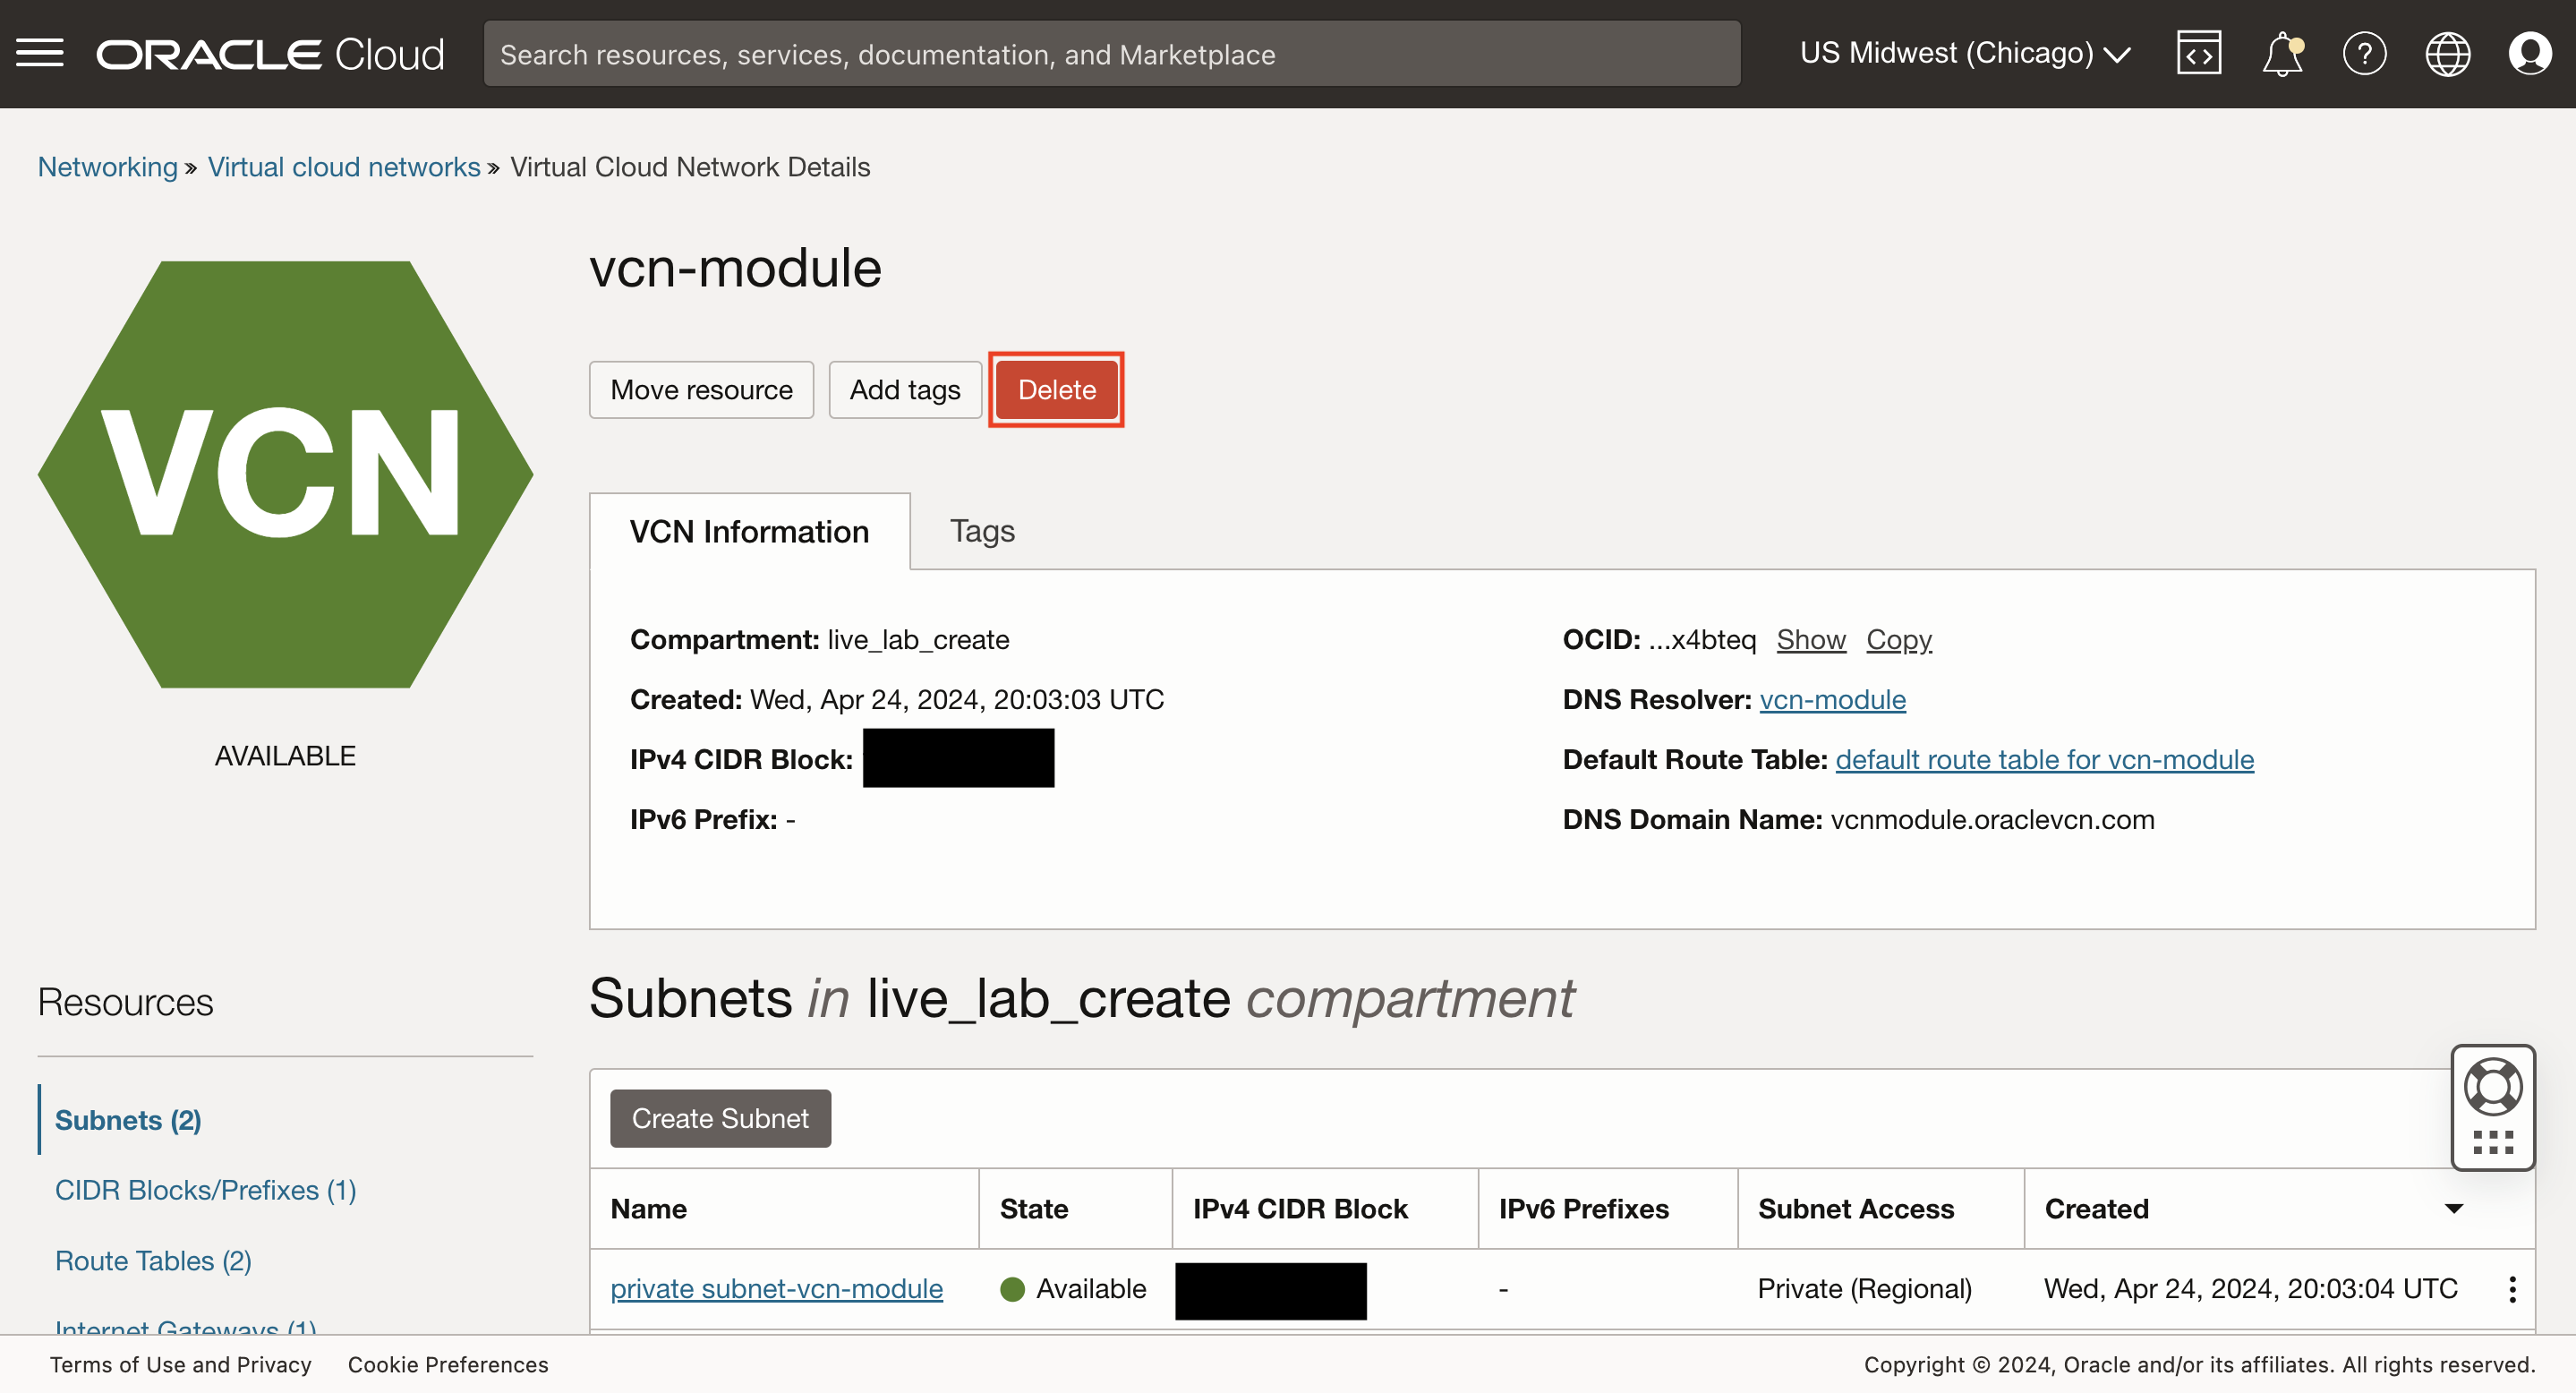 ORACLE Cloud
Search resources, services, documentation, and Marketplace
US Midwest (Chicago)
Networking » Virtual cloud networks » Virtual Cloud Network Details
VCN
AVAILABLE
vcn-module
Move resource
Add tags
Delete
VCN Information
Tags
Compartment: live_lab_create
Created: Wed, Apr 24, 2024, 20:03:03 UTC
IPv4 CIDR Block:
IPv6 Prefix: -
OCID: ...x4bteq Show Copy
DNS Resolver: vcn-module
Default Route Table: default route table for vcn-module
DNS Domain Name: vcnmodule.oraclevcn.com
Resources
Subnets (2)
CIDR Blocks/Prefixes (1)
Route Tables (2)
Internet Gateways (1)
Subnets in live_lab_create compartment
Create Subnet
Name State IPv4 CIDR Block IPv6 Prefixes Subnet Access Created
private subnet-vcn-module Available - Private (Regional) Wed, Apr 24, 2024, 20:03:04 UTC
Terms of Use and Privacy Cookie Preferences
Copyright © 2024, Oracle and/or its affiliates. All rights reserved.